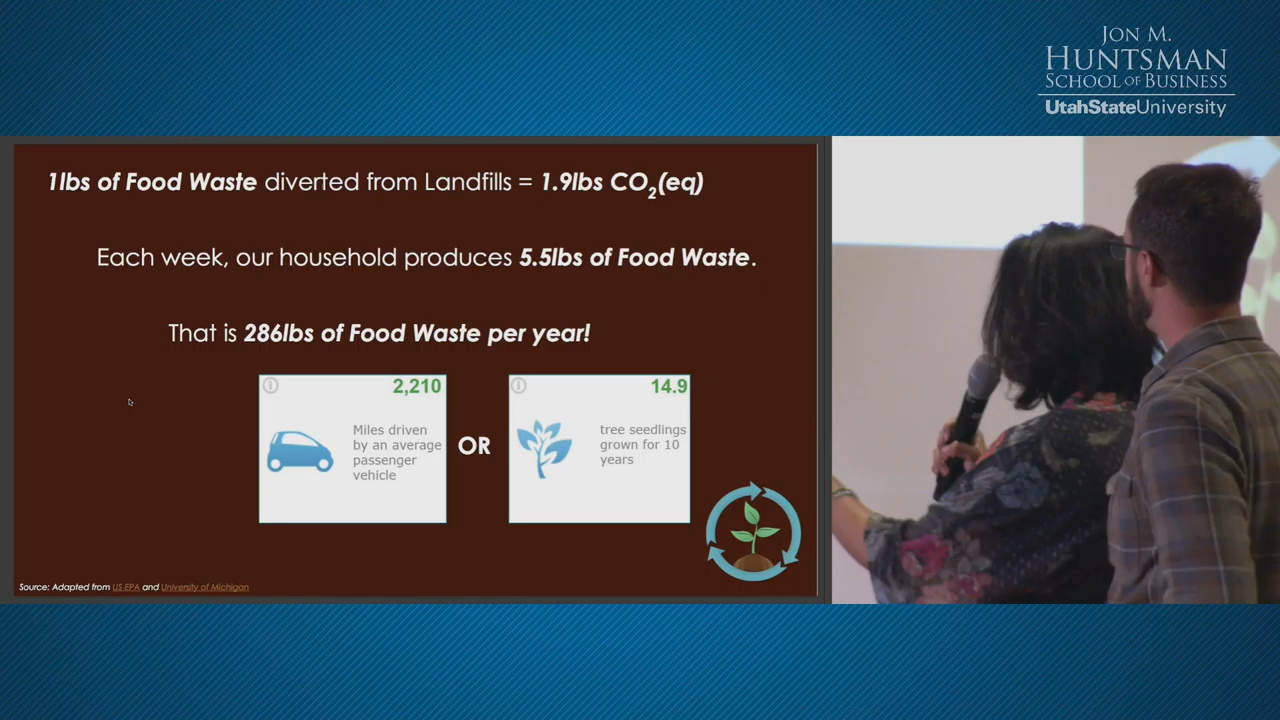 JON M.
HUNTSMAN
SCHOOL OF BUSINESS
UtahStateUniversity
1lbs of Food Waste diverted from Landfills = 1.9lbs CO₂(eq)
Each week, our household produces 5.5lbs of Food Waste.
That is 286lbs of Food Waste per year!
2,210
Miles driven
by an average
passenger
vehicle
OR
14.9
tree seedlings
grown for 10
years
Source: Adapted from US EPA and University of Michigan